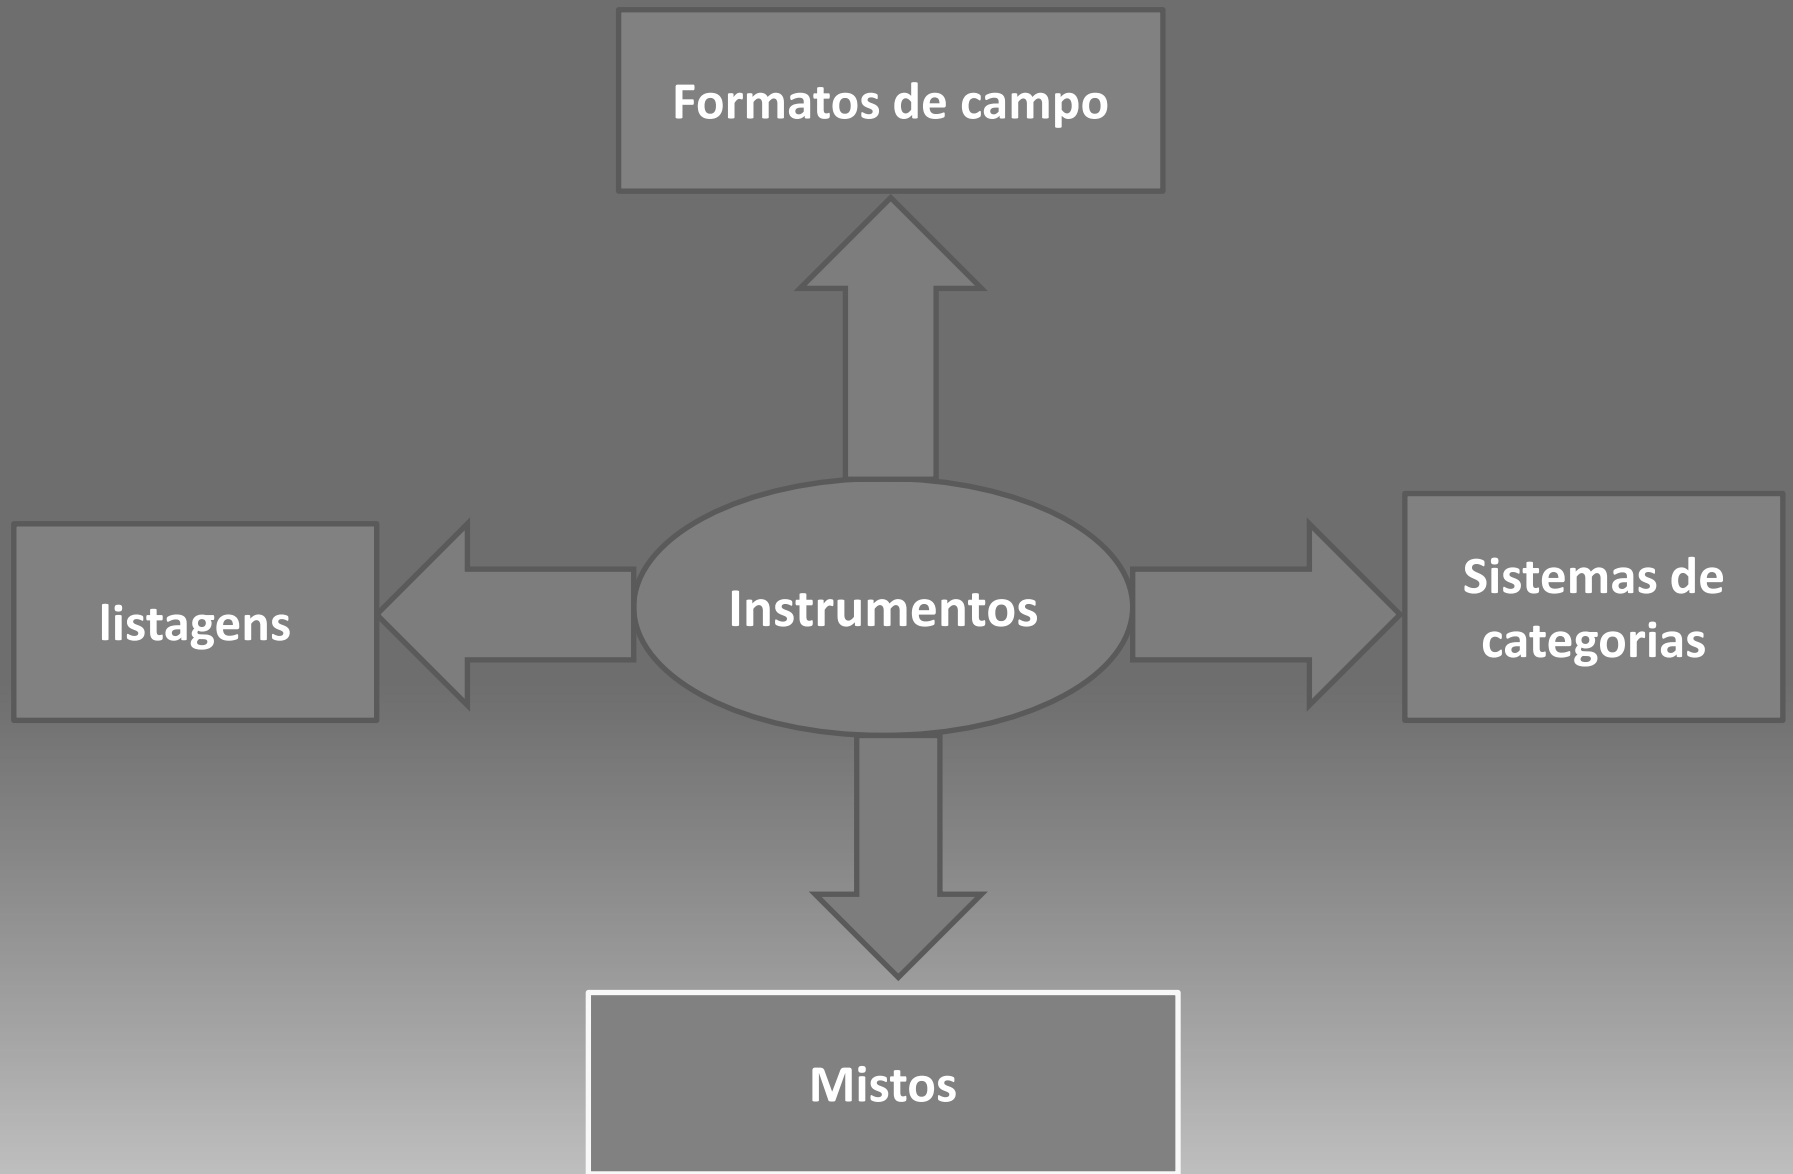 Formatos de campo
listagens
Instrumentos
Sistemas de
categorias
Mistos